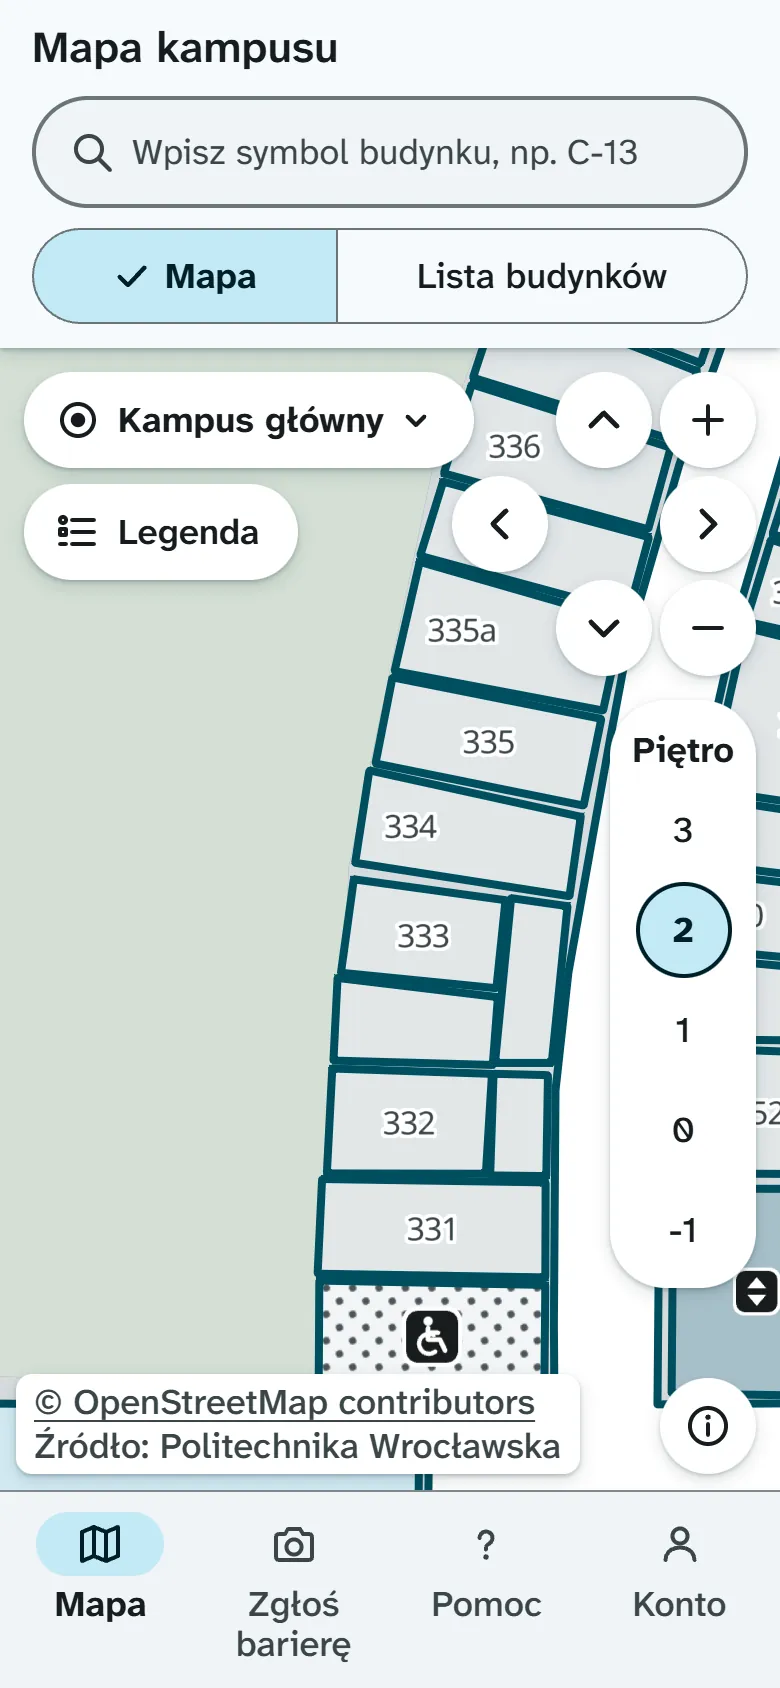 Mapa kampusu
Wpisz symbol budynku, np. C-13
Mapa
Lista budynków
Kampus główny
336
Legenda
335a
335
Piętro
334
3
333
2
1
332
52
0
331
-1
© OpenStreetMap contributors
Źródło: Politechnika Wrocławska
Mapa
Zgłoś
barierę
Pomoc
Konto